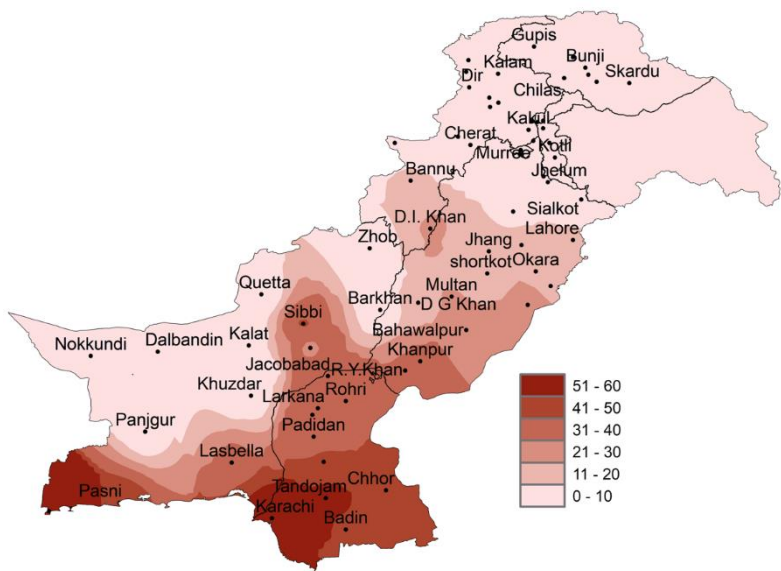 Gupis
Bunji
Kalam
Skardu
Dir
Chilas
Kakul
Cherat
Murree
Kotli
Bannu
Jhelum
Sialkot
D.I. Khan
Lahore
Zhob
Jhang
shortkot
Okara
Quetta
Multan
Barkhan
D G Khan
Sibbi
Bahawalpur
Kalat
Nokkundi
Dalbandin
Khanpur
Jacobabad
R.Y.Khan
Khuzdar
Rohri
Larkana
Panjgur
Padidan
Lasbella
Pasni
Tandojam
Chhor
Karachi
Badin
51 - 60
41 - 50
31 - 40
21 - 30
11 - 20
0 - 10